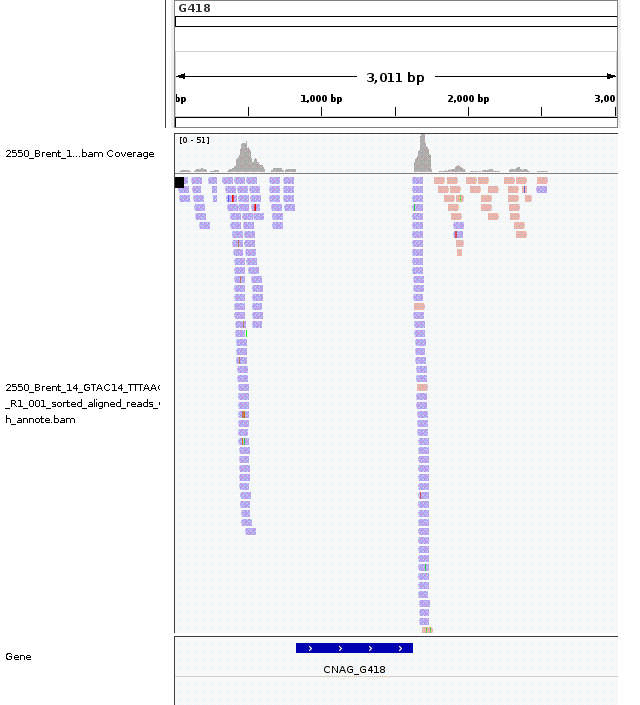 G418
3,011 bp
bp 1,000 bp 2,000 bp 3,00
[0 - 51]
2550_Brent_1...bam Coverage
2550_Brent_14_GTAC14_TTTAA
_R1_001_sorted_aligned_reads_
h_annote.bam
Gene
CNAG_G418